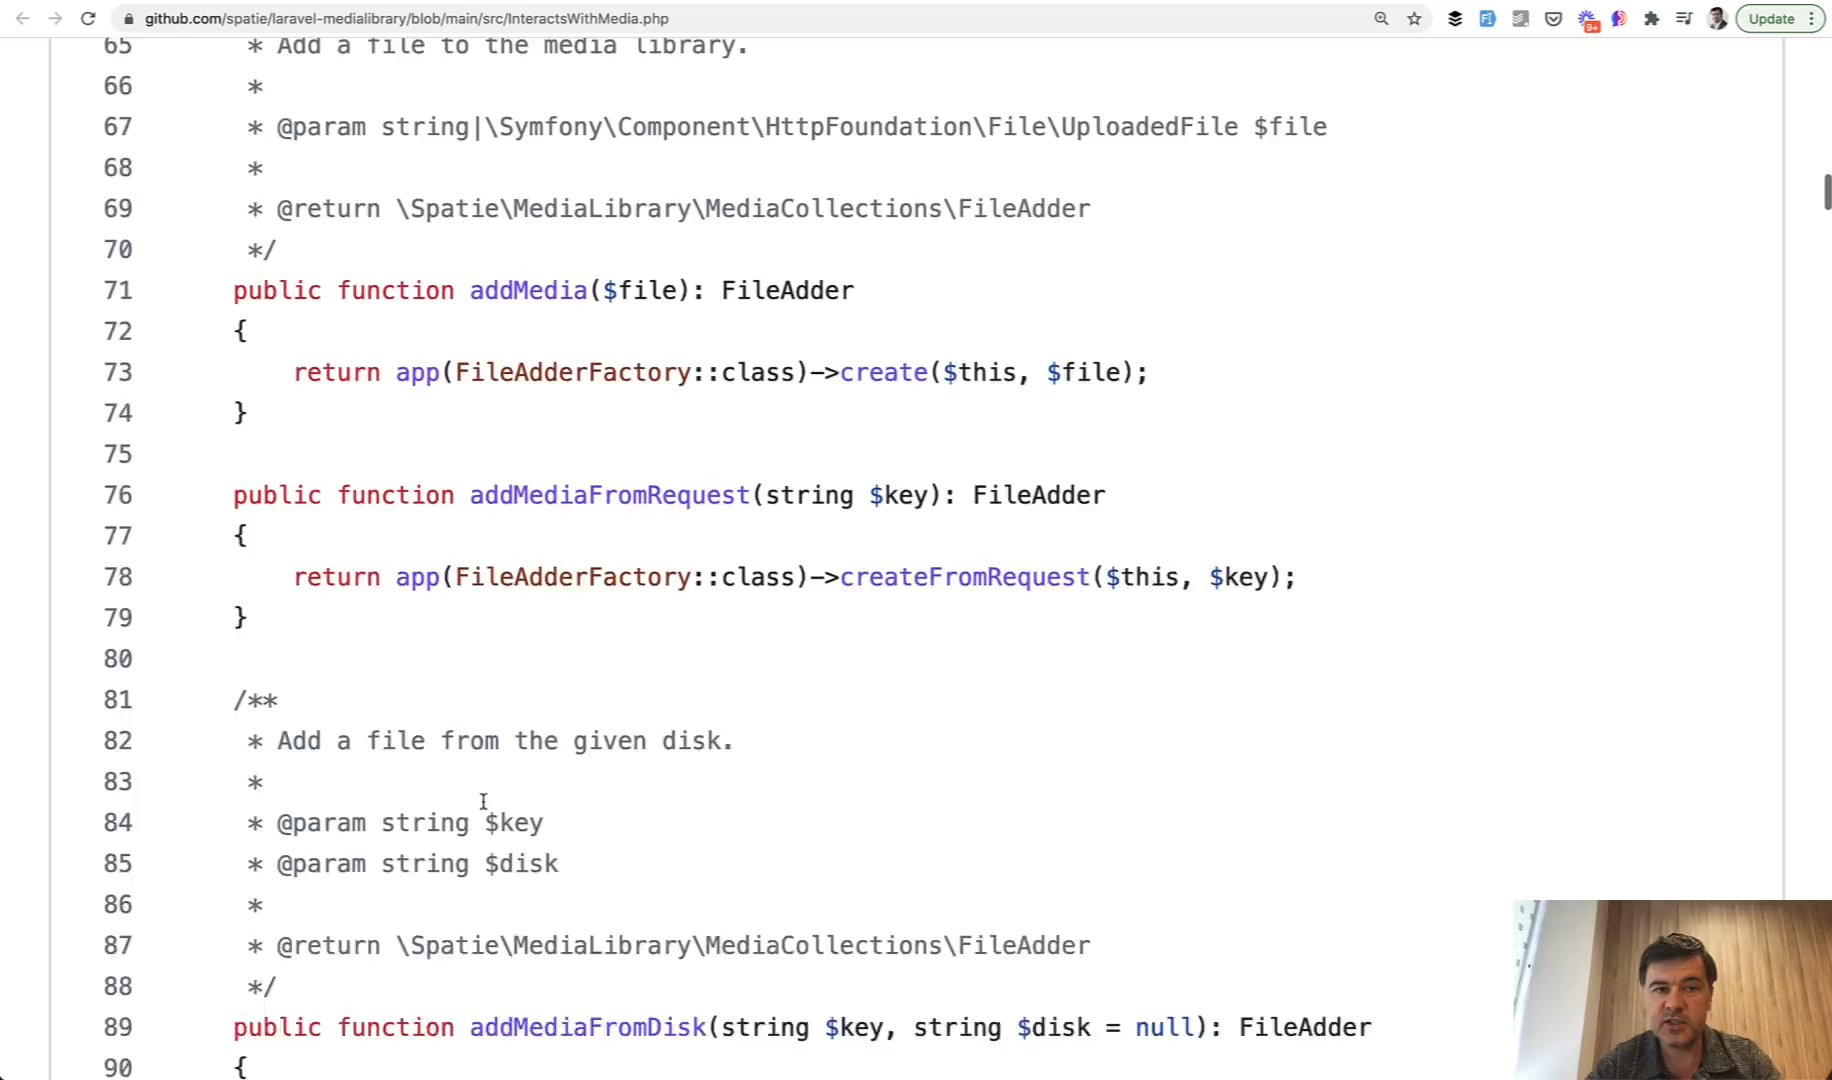 github.com/spatie/laravel-medialibrary/blob/main/src/InteractsWithMedia.php
9+
Update
65 * Add a file to the media library.
66 *
67 * @param string|\Symfony\Component\HttpFoundation\File\UploadedFile $file
68 *
69 * @return \Spatie\MediaLibrary\MediaCollections\FileAdder
70 */
71 public function addMedia($file): FileAdder
72 {
73 return app(FileAdderFactory::class)->create($this, $file);
74 }
75
76 public function addMediaFromRequest(string $key): FileAdder
77 {
78 return app(FileAdderFactory::class)->createFromRequest($this, $key);
79 }
80
81 /**
82 * Add a file from the given disk.
83 *
84 * @param string $key
85 * @param string $disk
86 *
87 * @return \Spatie\MediaLibrary\MediaCollections\FileAdder
88 */
89 public function addMediaFromDisk(string $key, string $disk = null): FileAdder
90 {